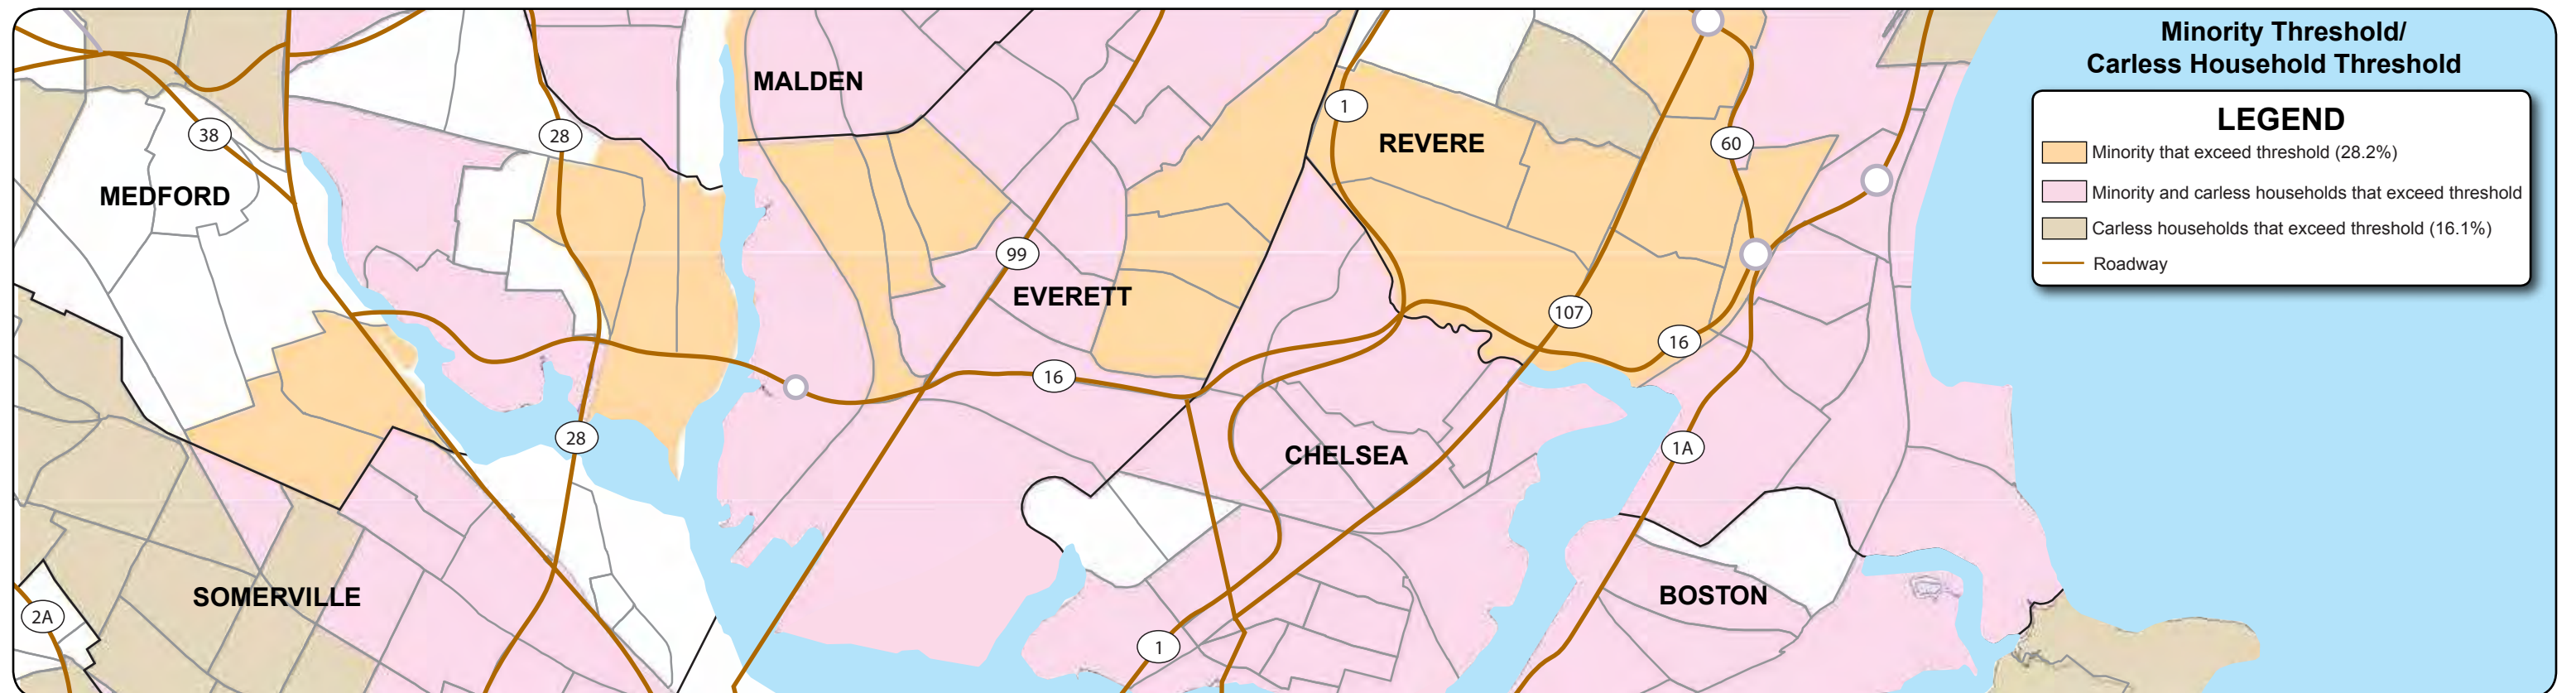 Minority Threshold/
Carless Household Threshold
LEGEND
Minority that exceed threshold (28.2%)
Minority and carless households that exceed threshold
Carless households that exceed threshold (16.1%)
Roadway
MALDEN
1
REVERE
38
28
60
MEDFORD
99
EVERETT
107
16
16
28
CHELSEA
1A
SOMERVILLE
BOSTON
2A
1